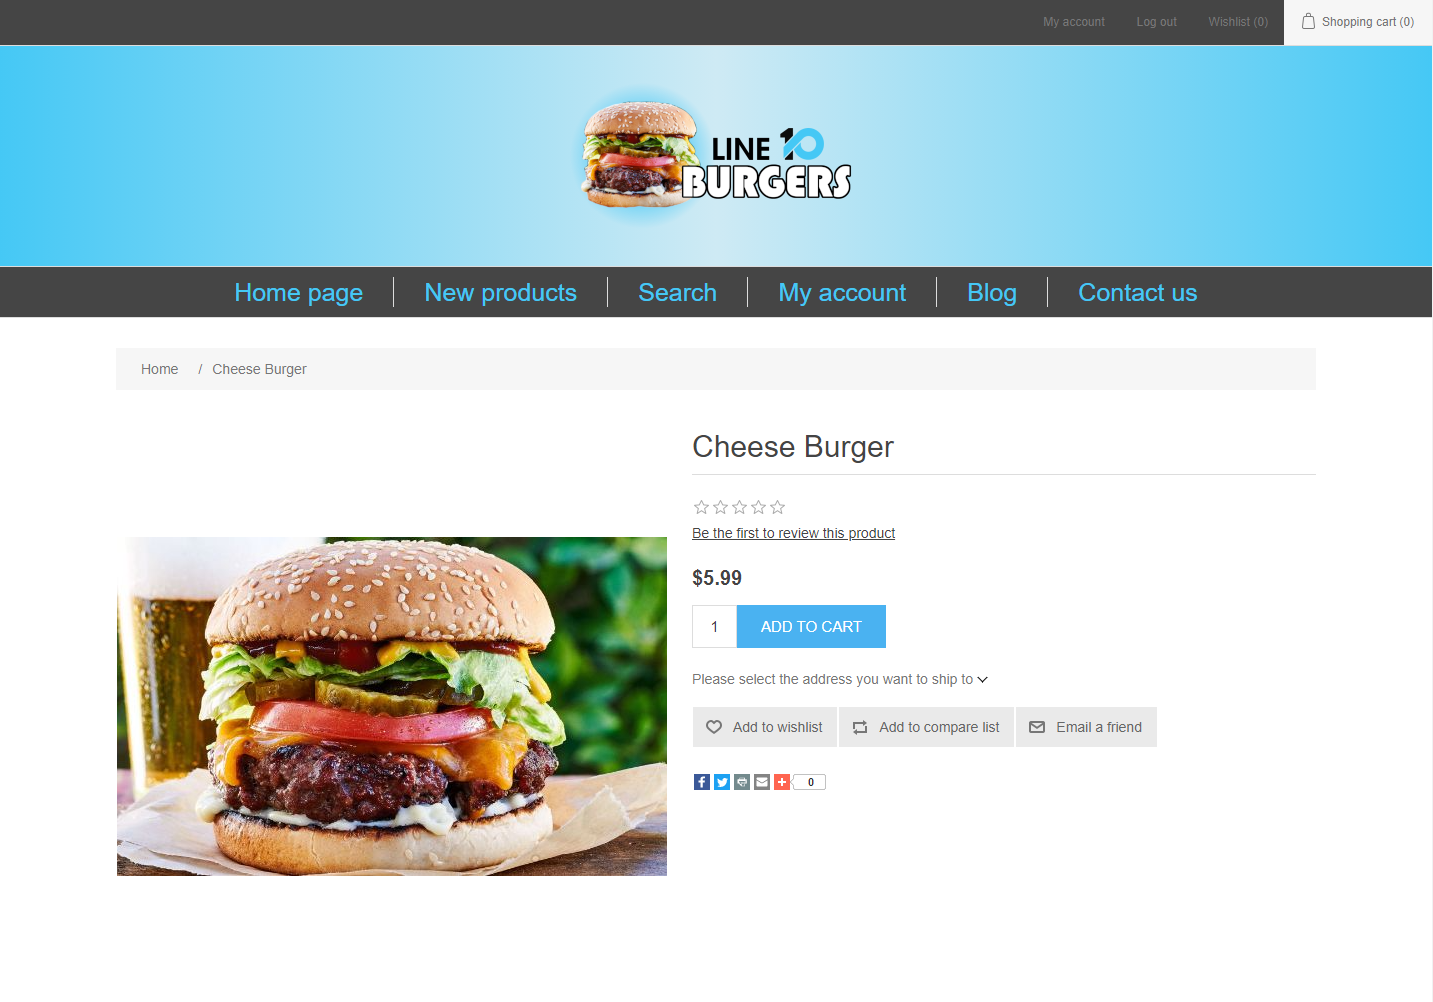 My account Log out Wishlist (0) Shopping cart (0)
LINE 10
BURGERS
Home page New products Search My account Blog Contact us
Home / Cheese Burger
Cheese Burger
Be the first to review this product
$5.99
1 ADD TO CART
Please select the address you want to ship to
Add to wishlist Add to compare list Email a friend
0